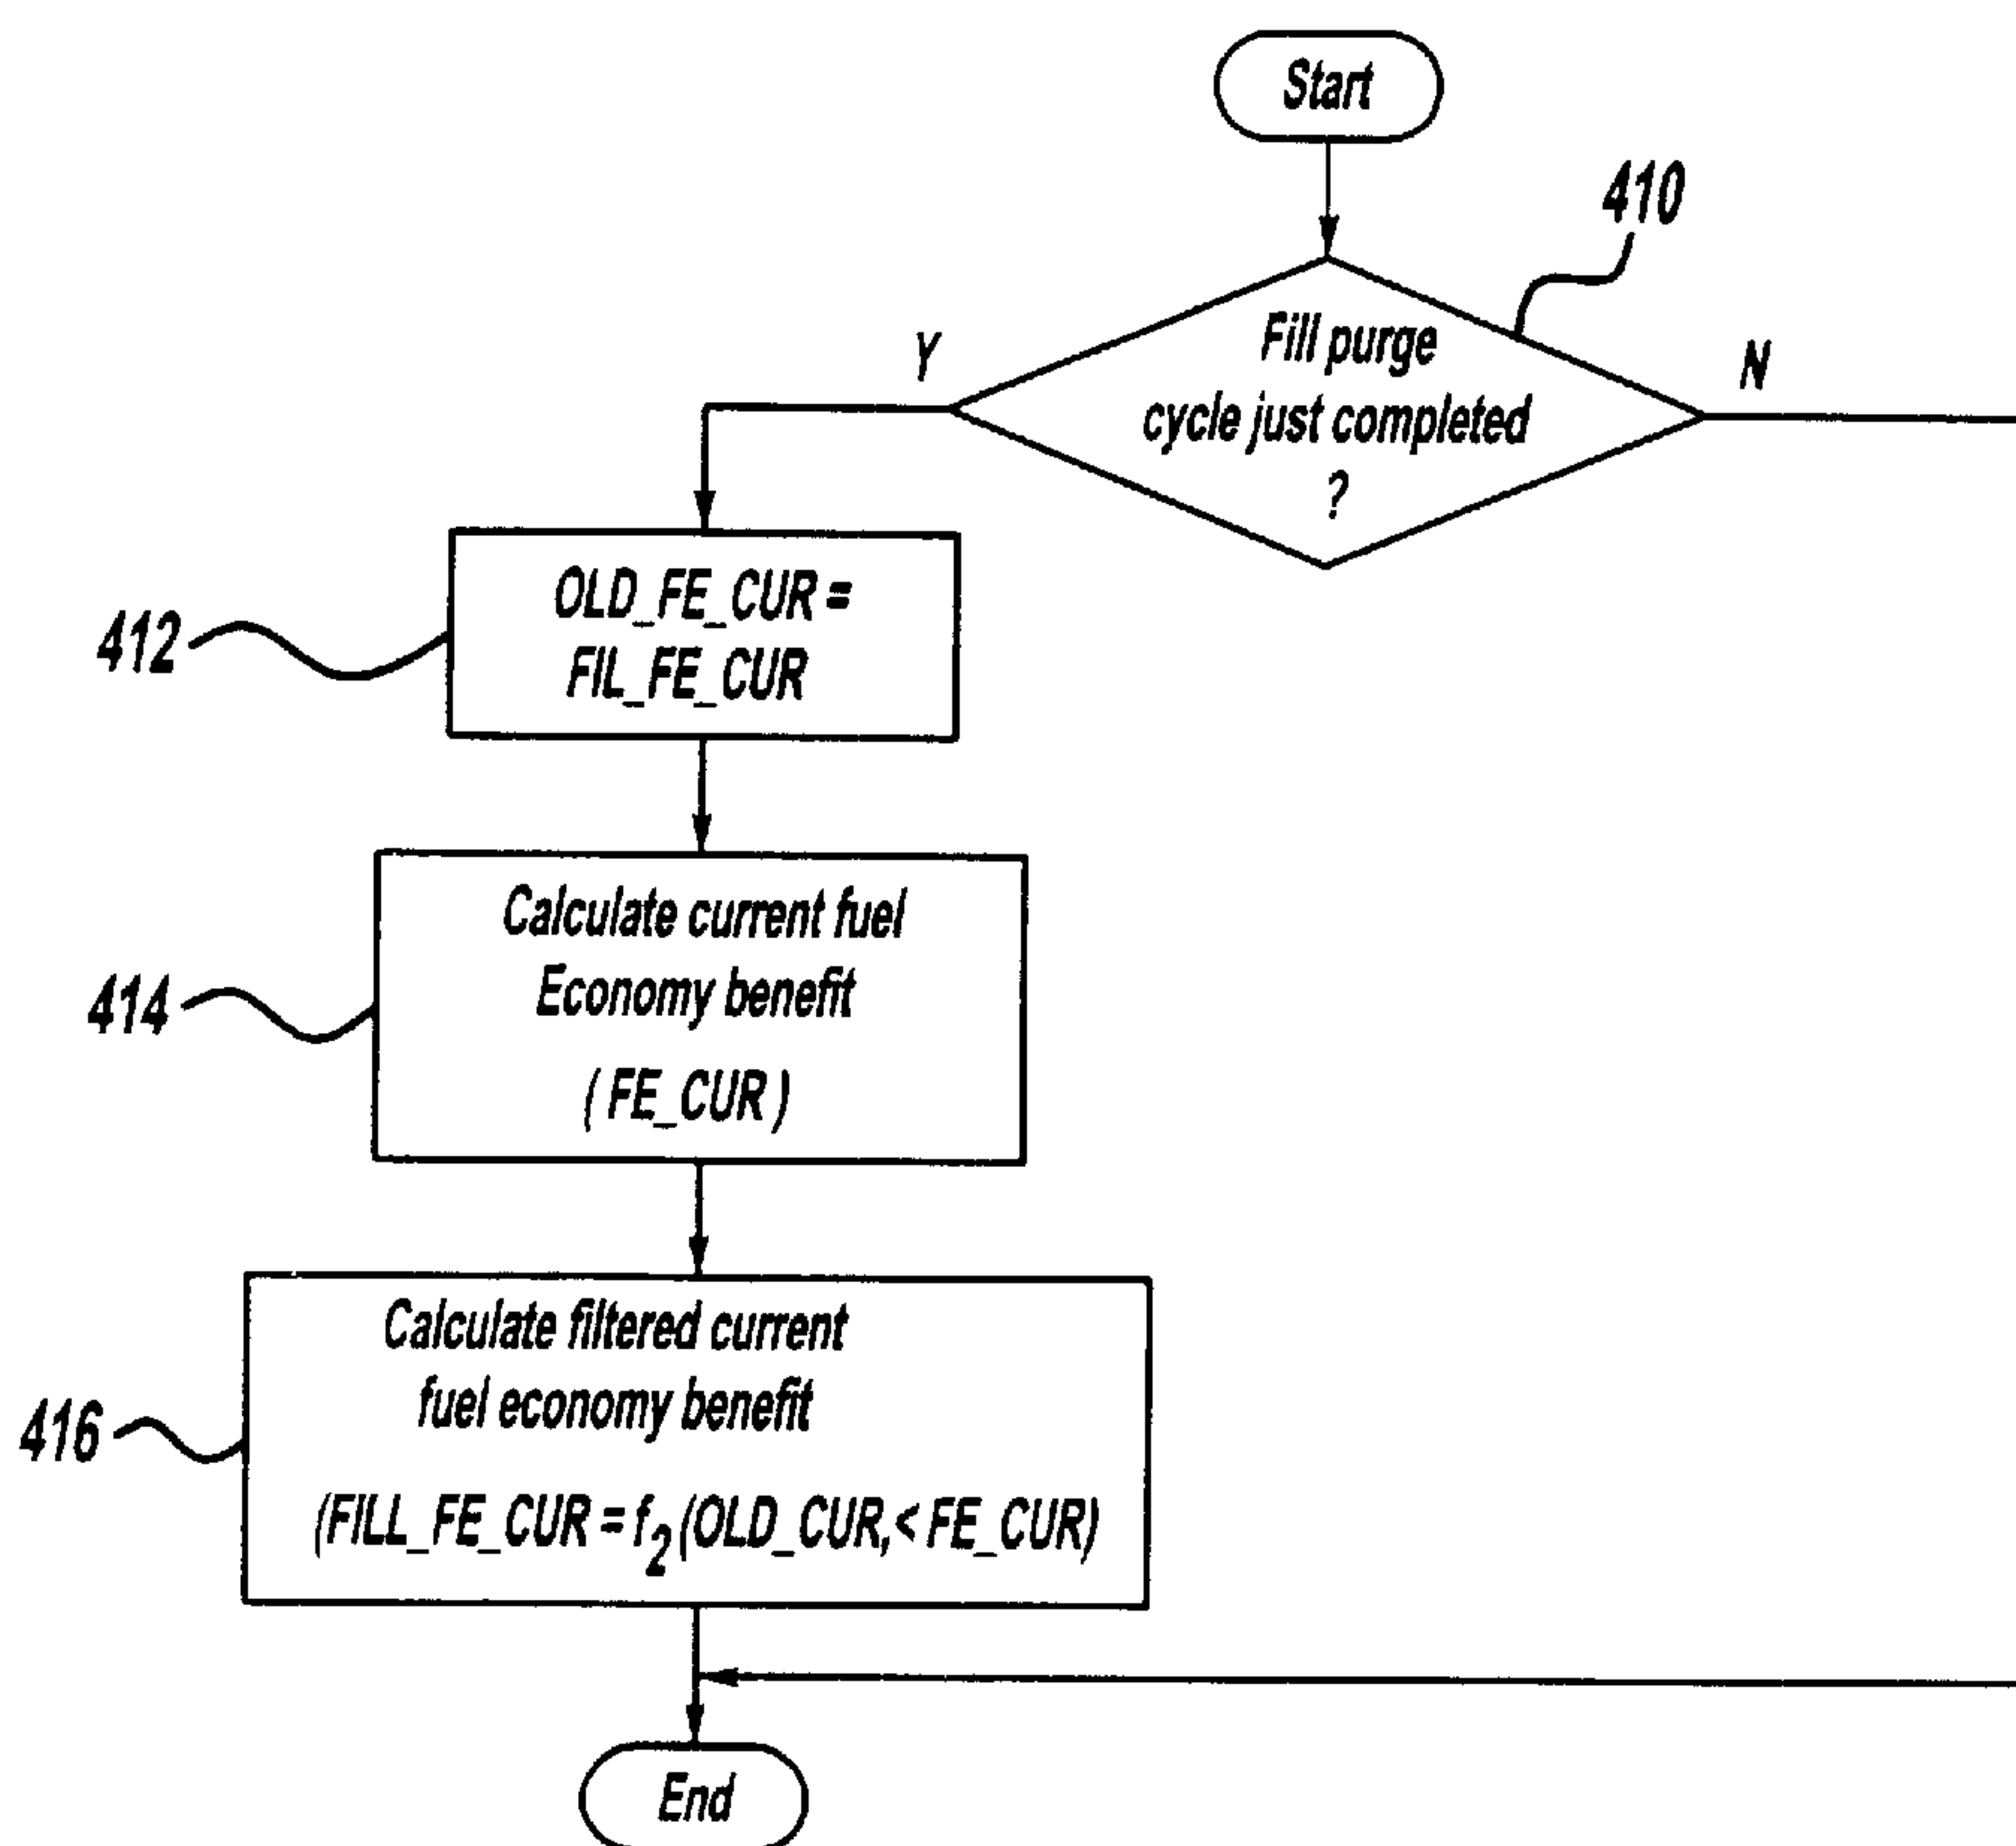 Start
410
Fill purge
cycle just completed
?
Y
N
412
OLD_FE_CUR =
FIL_FE_CUR
414
Calculate current fuel
Economy benefit
( FE_CUR )
416
Calculate filtered current
fuel economy benefit
(FILL_FE_CUR = f2 (OLD_CUR,< FE_CUR)
End